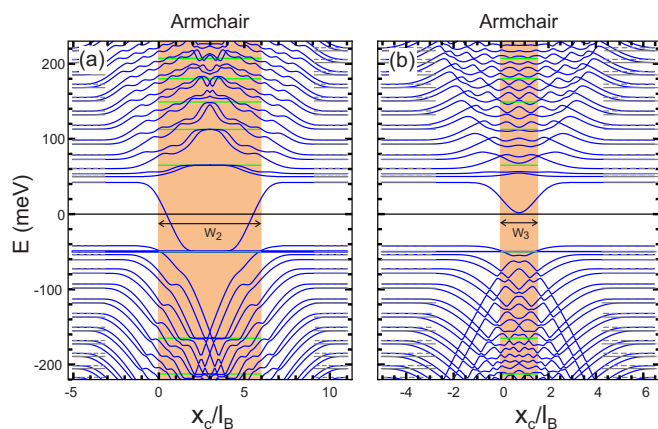 Armchair Armchair
(a) (b)
200
100
0
-100
-200
E (meV)
W2 W3
-5 0 5 10 -4 -2 0 2 4 6
xc/lB xc/lB